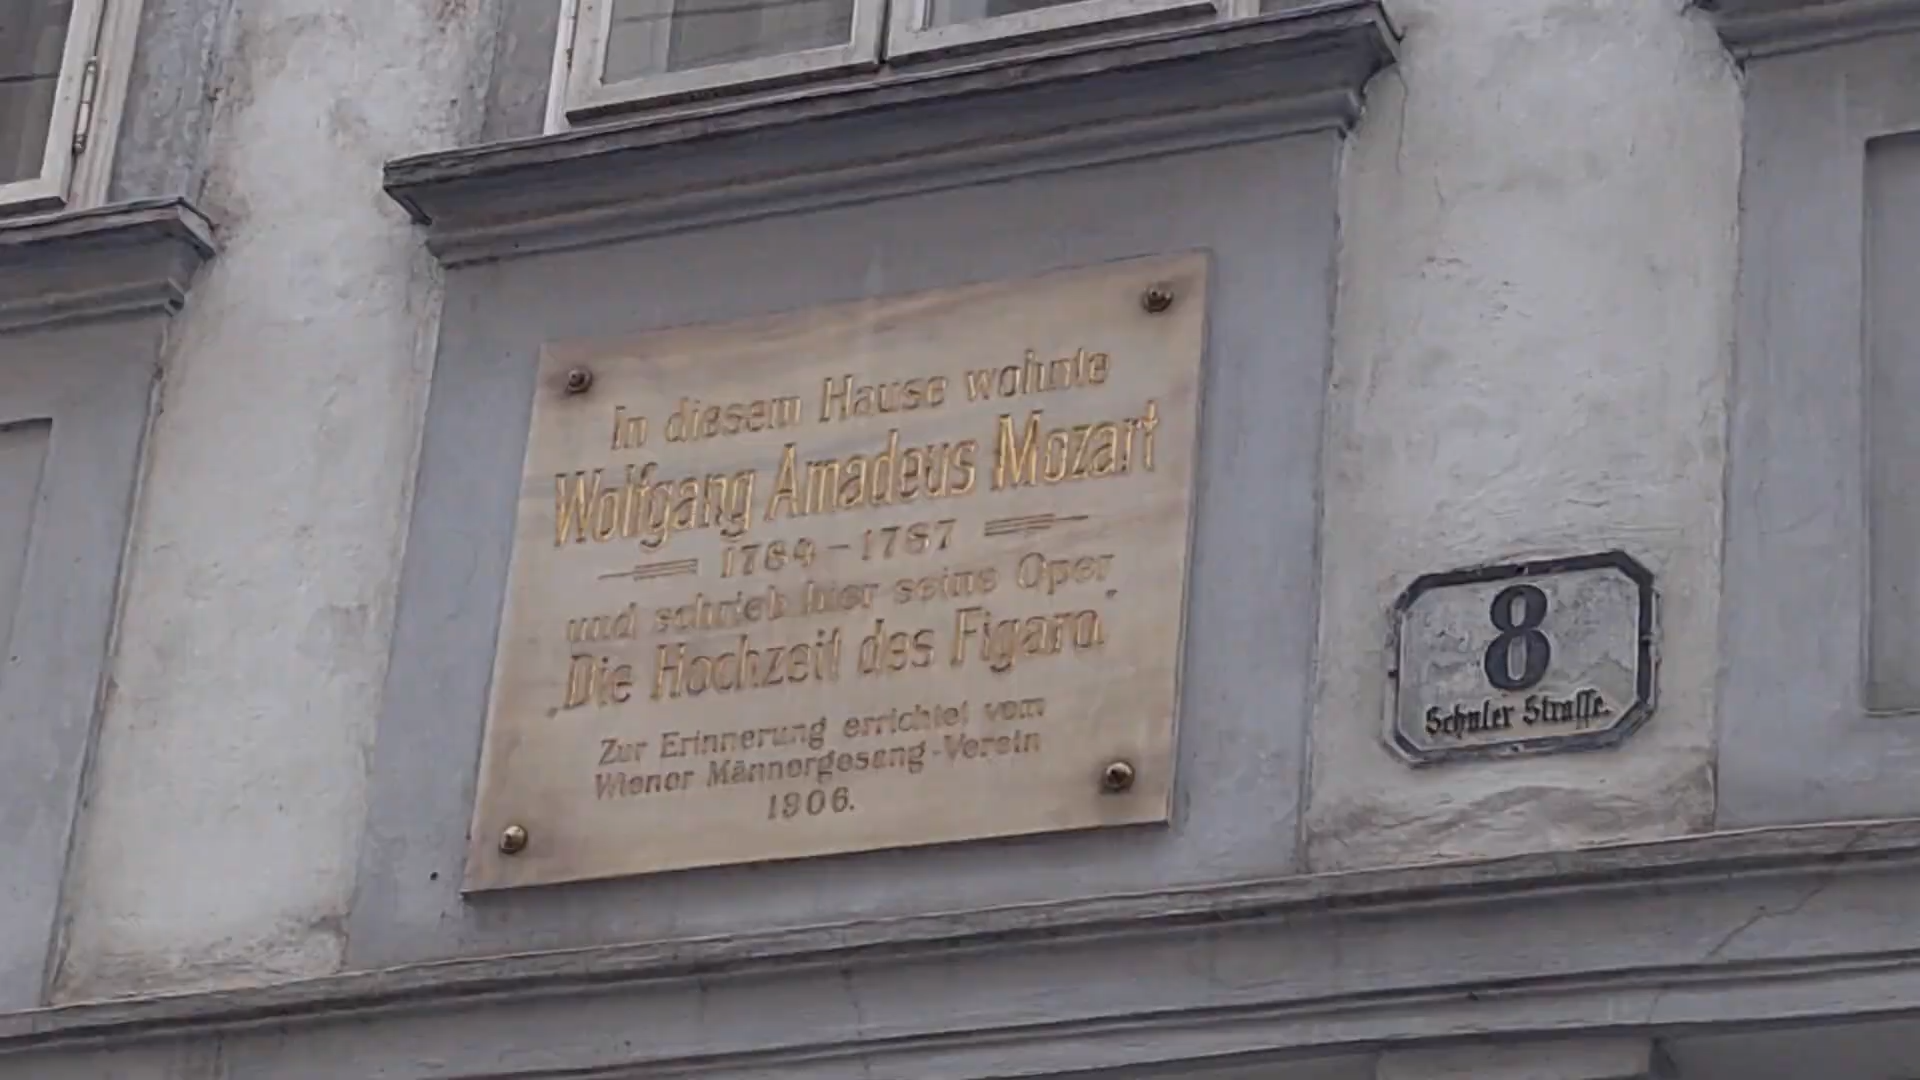 In diesem Hause wohnte
Wolfgang Amadeus Mozart
1784-1787
und schrieb hier seine Oper
„Die Hochzeit des Figaro."
Zur Erinnerung errichtet vom
Wiener Männergesang-Verein
1906.
8
Schuler Strasse.